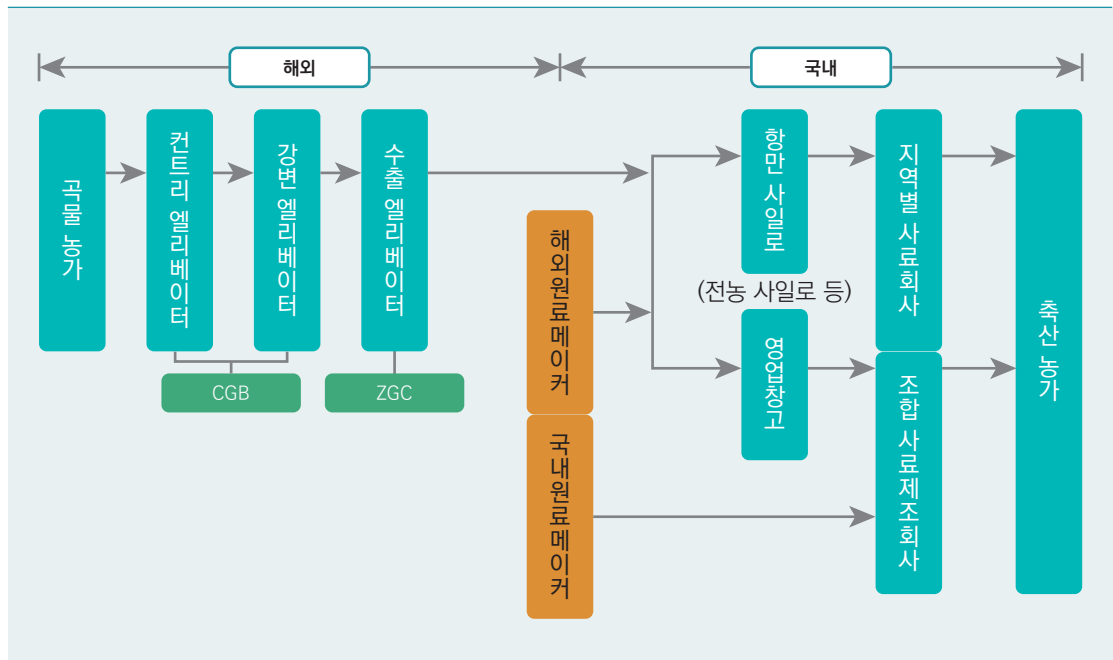 해외
국내
곡물 농가
컨트리 엘리베이터
강변 엘리베이터
수출 엘리베이터
CGB
ZGC
해외원료메이커
국내원료메이커
항만 사일로
(전농 사일로 등)
영업창고
지역별 사료회사
조합 사료제조회사
축산 농가